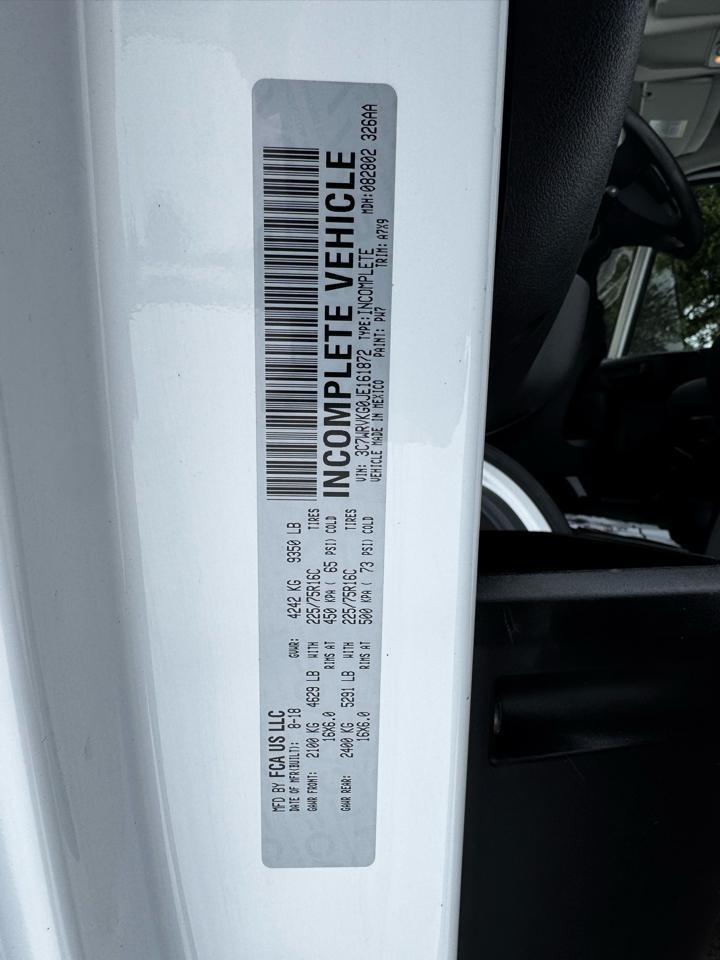 MFD BY FCA US LLC
DATE OF MFR(BUILT): 8-18 GVWR: 4242 KG 9350 LB
GAWR FRONT: 2100 KG 4629 LB WITH 225/75R16C TIRES
16X6.0 RIMS AT 450 KPA ( 65 PSI) COLD
GAWR REAR: 2400 KG 5291 LB WITH 225/75R16C TIRES
16X6.0 RIMS AT 500 KPA ( 73 PSI) COLD
INCOMPLETE VEHICLE
VIN: 3C7WRVKG0JE161872 TYPE:INCOMPLETE MDH:082802 326AA
VEHICLE MADE IN MEXICO PAINT: PW7 TRIM: A7X9